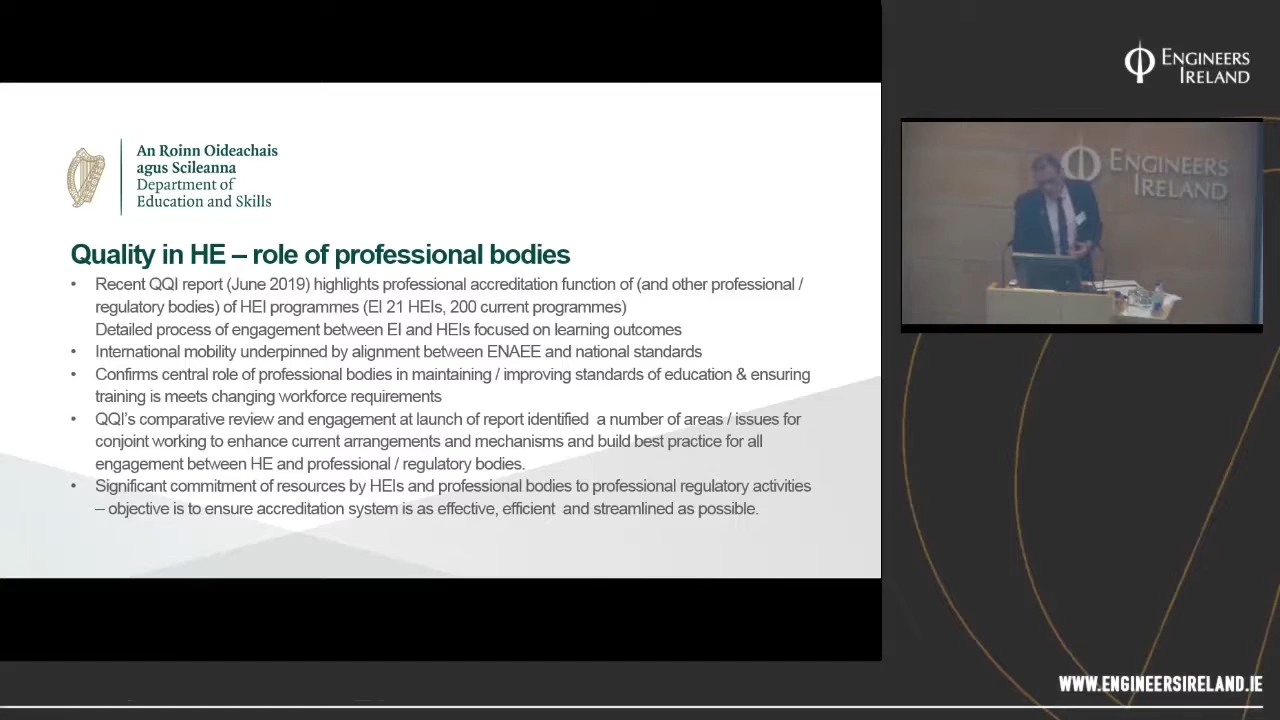 An Roinn Oideachais
agus Scileanna
Department of
Education and Skills
Quality in HE – role of professional bodies
• Recent QQI report (June 2019) highlights professional accreditation function of (and other professional /
regulatory bodies) of HEI programmes (EI 21 HEIs, 200 current programmes)
Detailed process of engagement between EI and HEIs focused on learning outcomes
• International mobility underpinned by alignment between ENAEE and national standards
• Confirms central role of professional bodies in maintaining / improving standards of education & ensuring
training is meets changing workforce requirements
• QQI's comparative review and engagement at launch of report identified a number of areas / issues for
conjoint working to enhance current arrangements and mechanisms and build best practice for all
engagement between HE and professional / regulatory bodies.
• Significant commitment of resources by HEIs and professional bodies to professional regulatory activities
– objective is to ensure accreditation system is as effective, efficient and streamlined as possible.
ENGINEERS
IRELAND
ENGINEERS
IRELAND
WWW.ENGINEERSIRELAND.IE